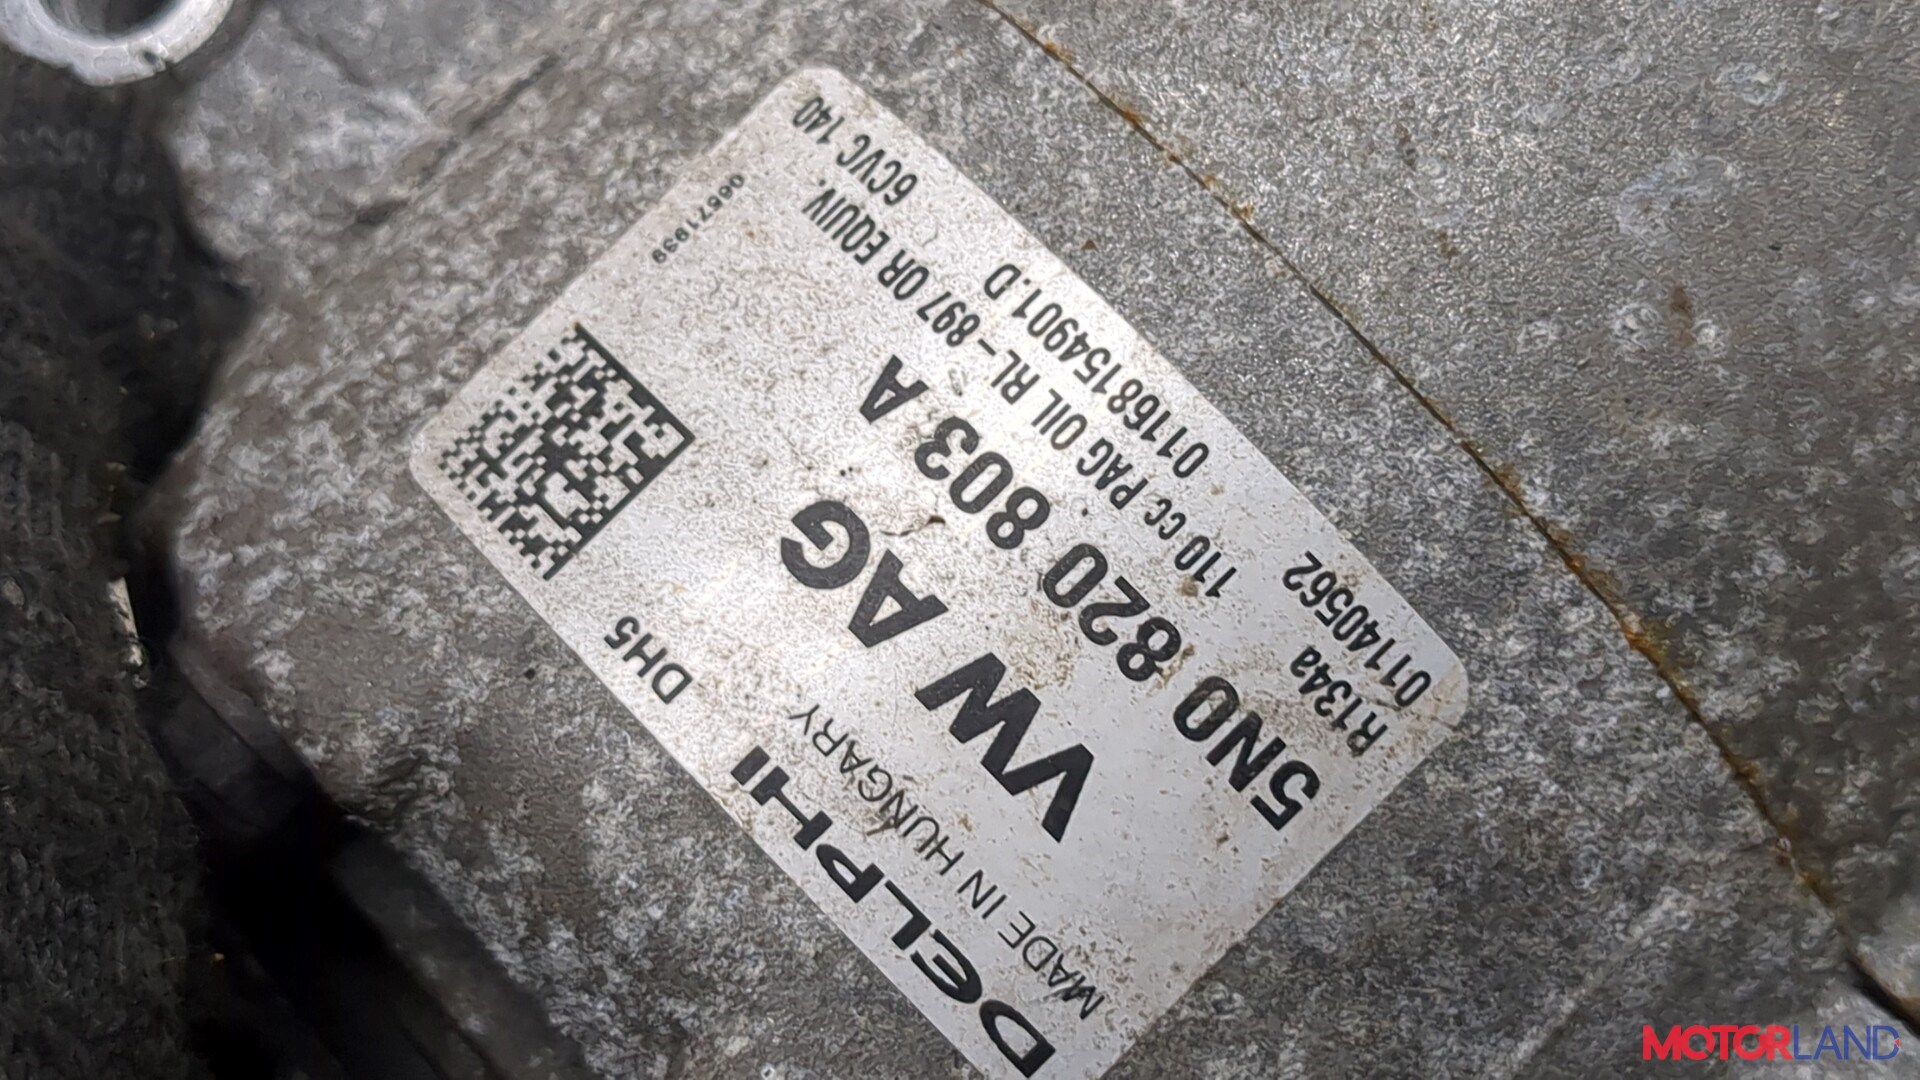 DELPHI
MADE IN HUNGARY
DH5
06671939
VW AG
5N0 820 803 A
R134a 110 cc PAG OIL RL-897 OR EQUIV.
01140562 01168154901.D 6CVC 140
MOTORLAND